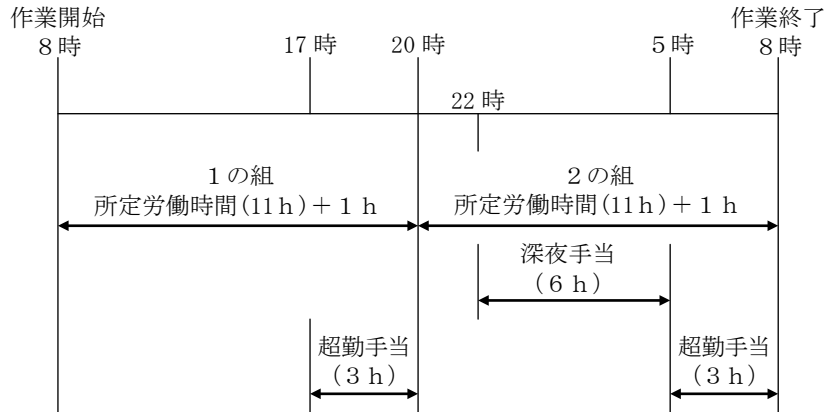 作業開始
８時
17時
20時
５時
作業終了
８時
22時
１の組
所定労働時間(11ｈ)＋１ｈ
２の組
所定労働時間(11ｈ)＋１ｈ
深夜手当
(６ｈ)
超勤手当
(３ｈ)
超勤手当
(３ｈ)